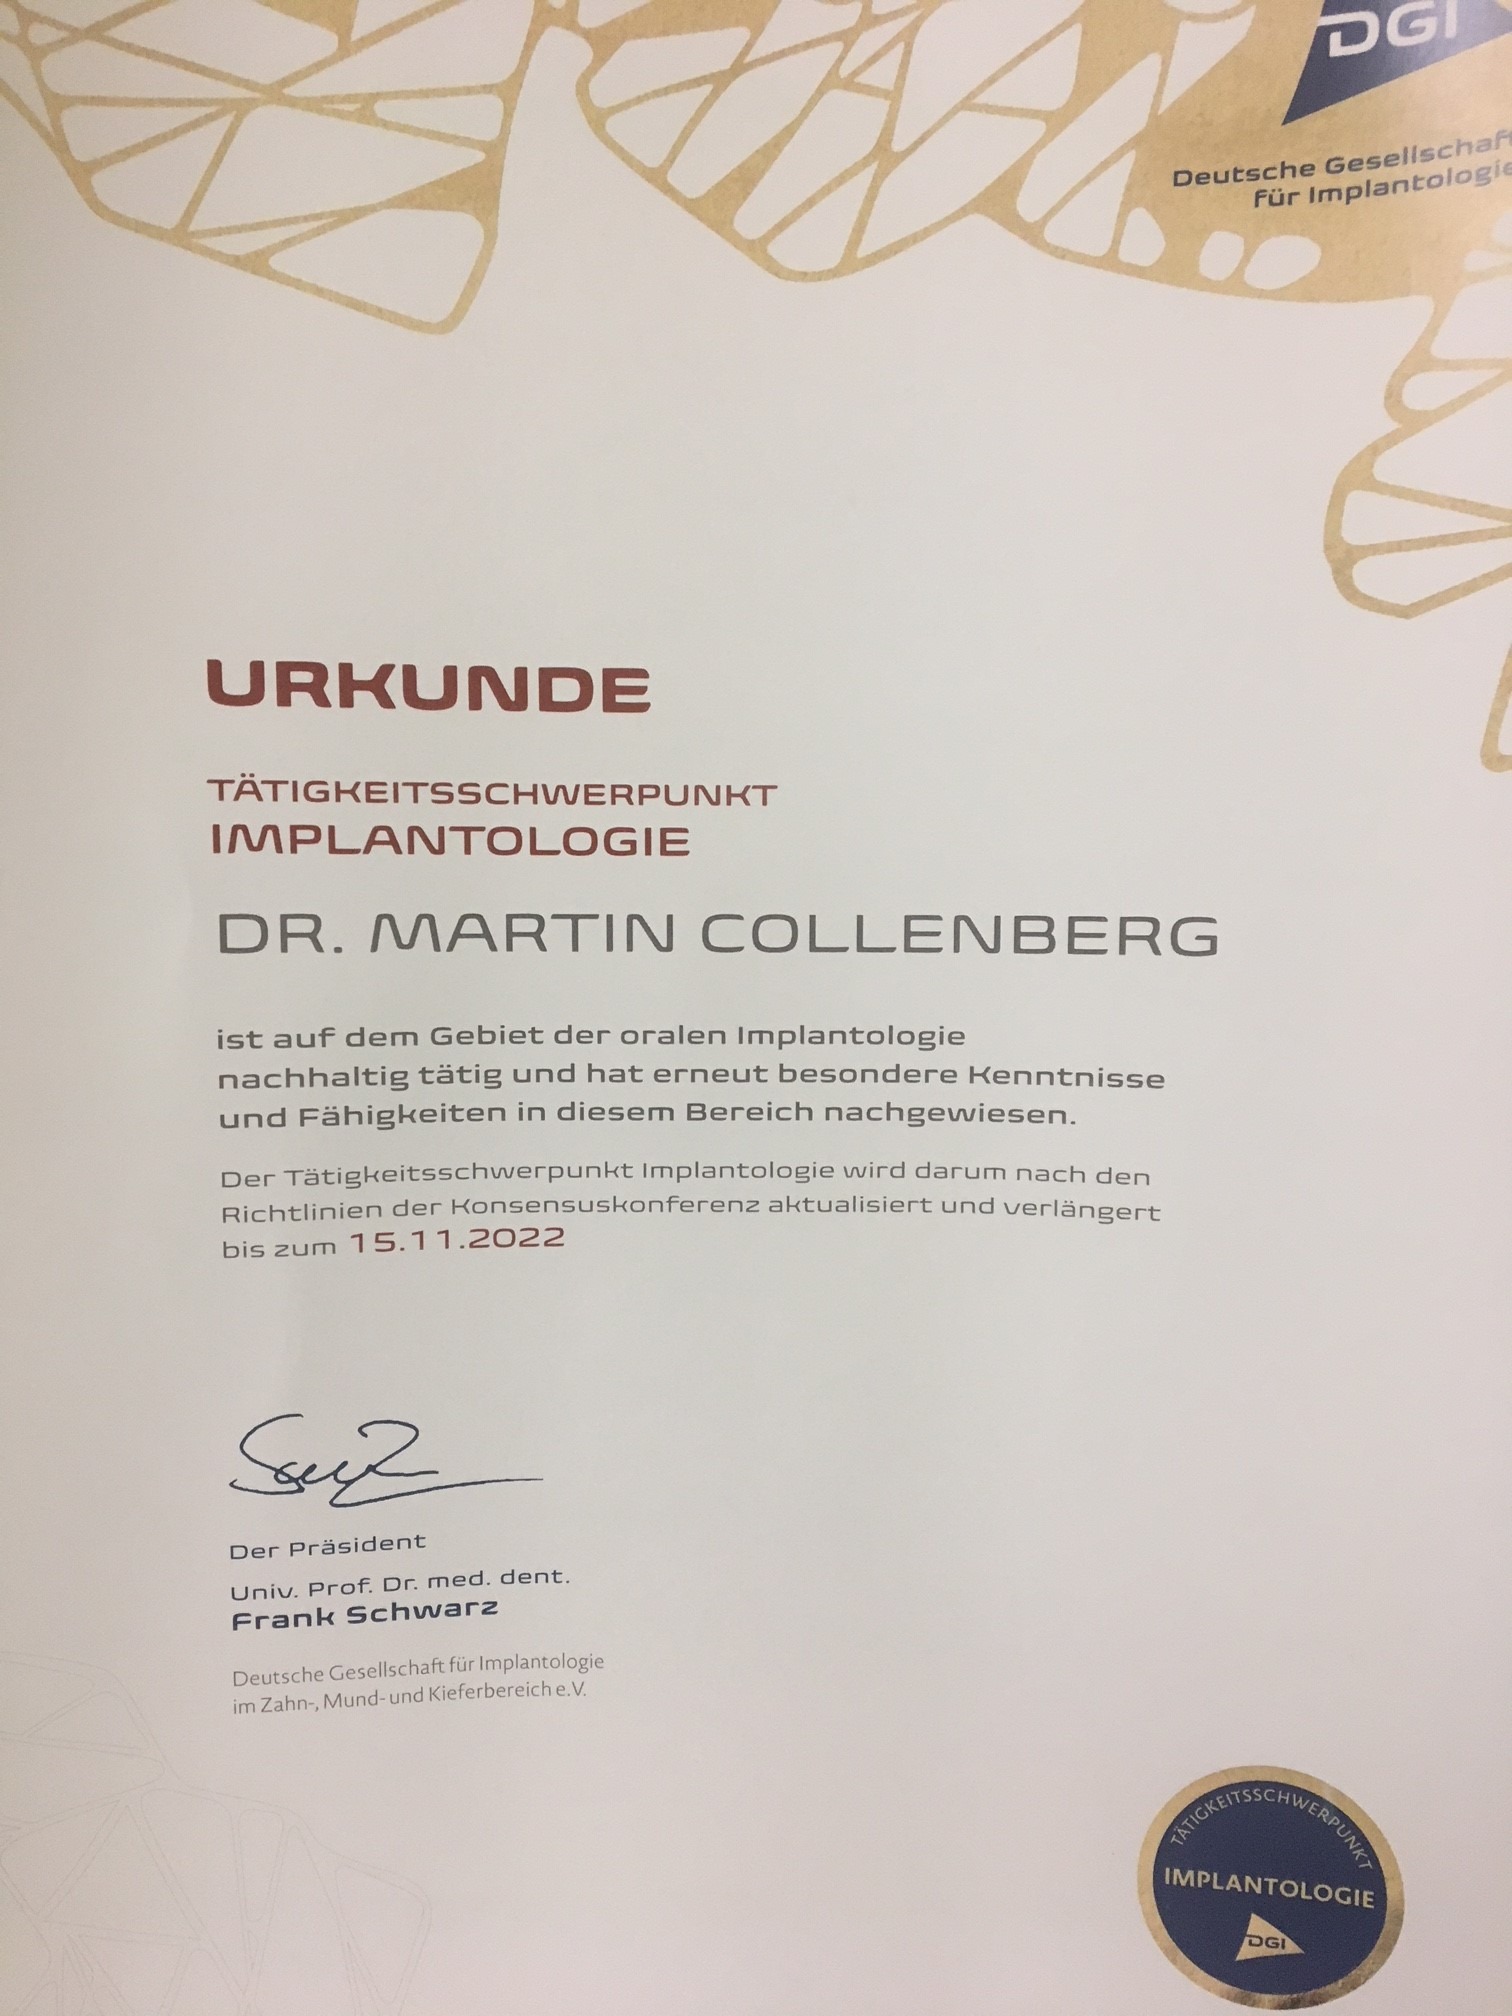 DGI
Deutsche Gesellschaft
für Implantologie
URKUNDE
TÄTIGKEITSSCHWERPUNKT
IMPLANTOLOGIE
DR. MARTIN COLLENBERG
ist auf dem Gebiet der oralen Implantologie
nachhaltig tätig und hat erneut besondere Kenntnisse
und Fähigkeiten in diesem Bereich nachgewiesen.
Der Tätigkeitsschwerpunkt Implantologie wird darum nach den
Richtlinien der Konsensuskonferenz aktualisiert und verlängert
bis zum 15.11.2022
Der Präsident
Univ. Prof. Dr. med. dent.
Frank Schwarz
Deutsche Gesellschaft für Implantologie
im Zahn-, Mund- und Kieferbereich e.V.
TÄTIGKEITSSCHWERPUNKT
IMPLANTOLOGIE
DGI